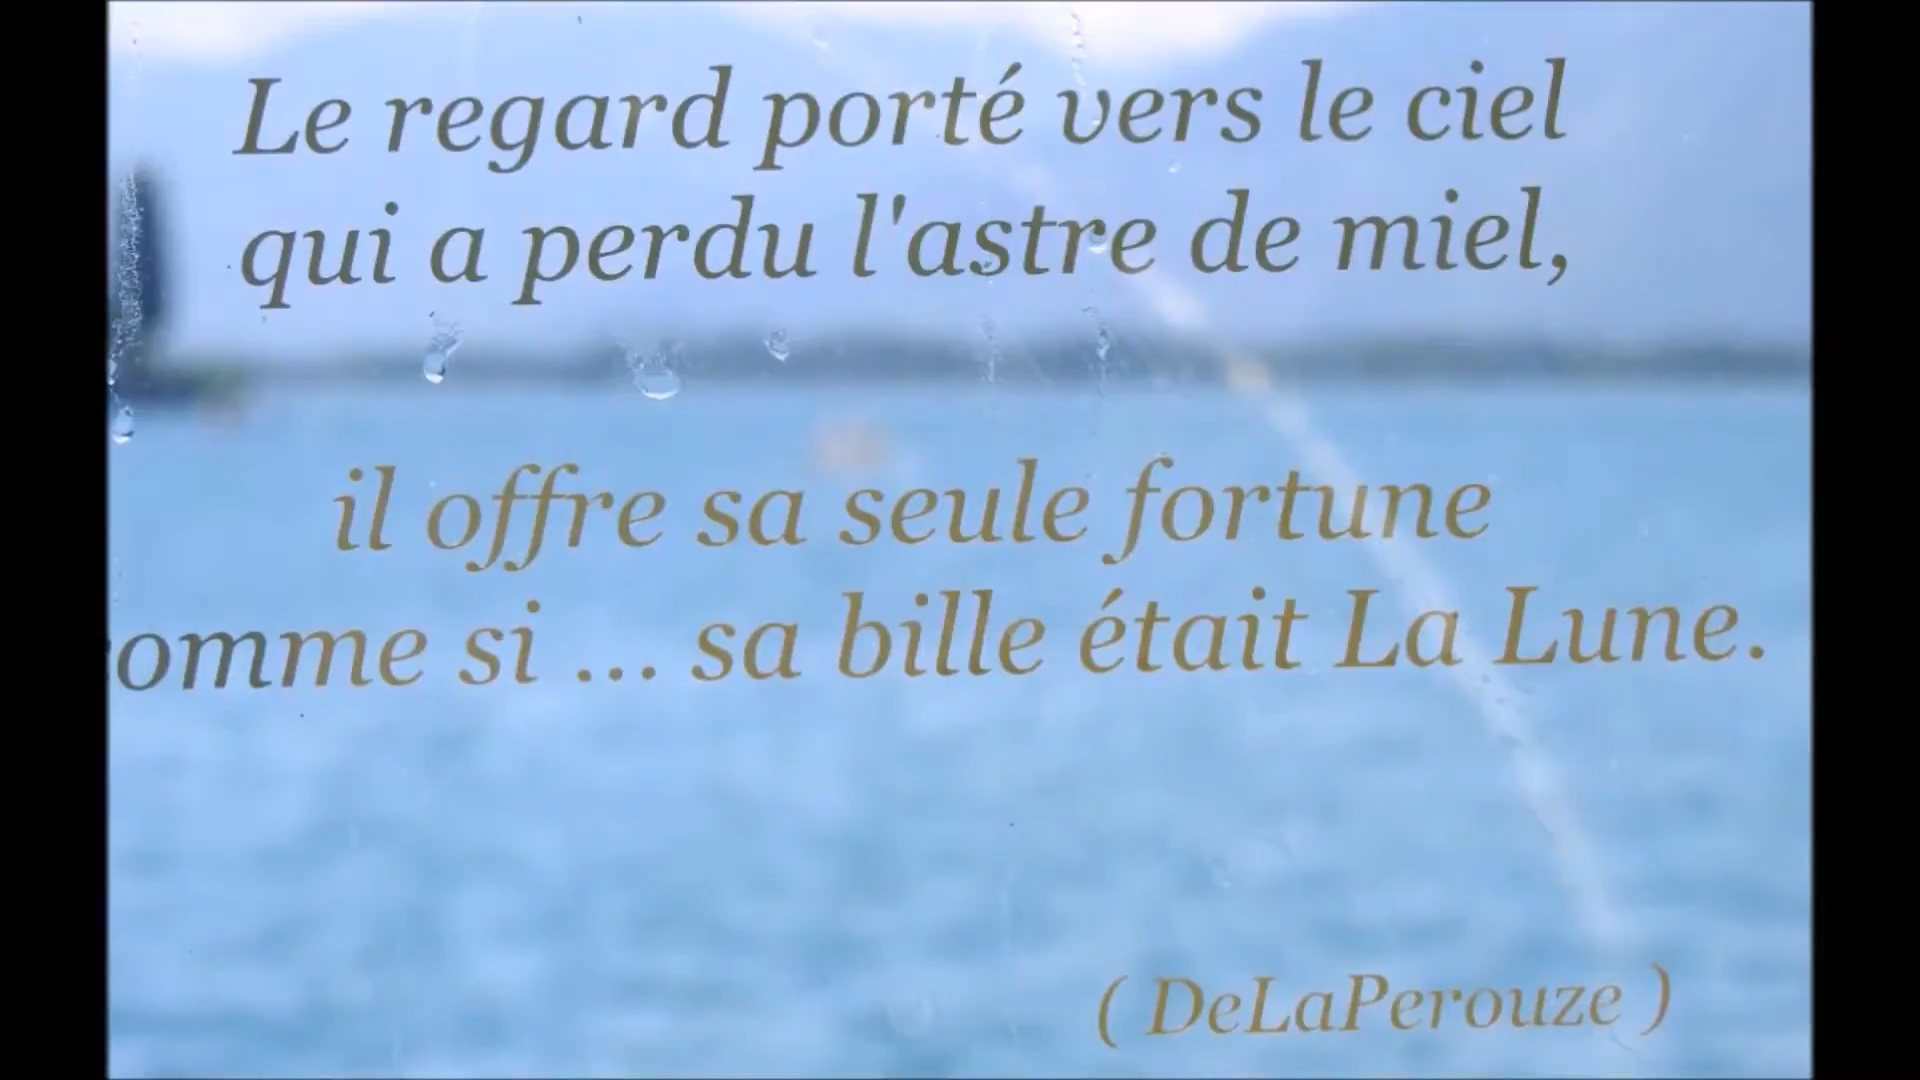 Le regard porté vers le ciel
qui a perdu l'astre de miel,
il offre sa seule fortune
omme si ... sa bille était La Lune.
( DeLaPerouze )